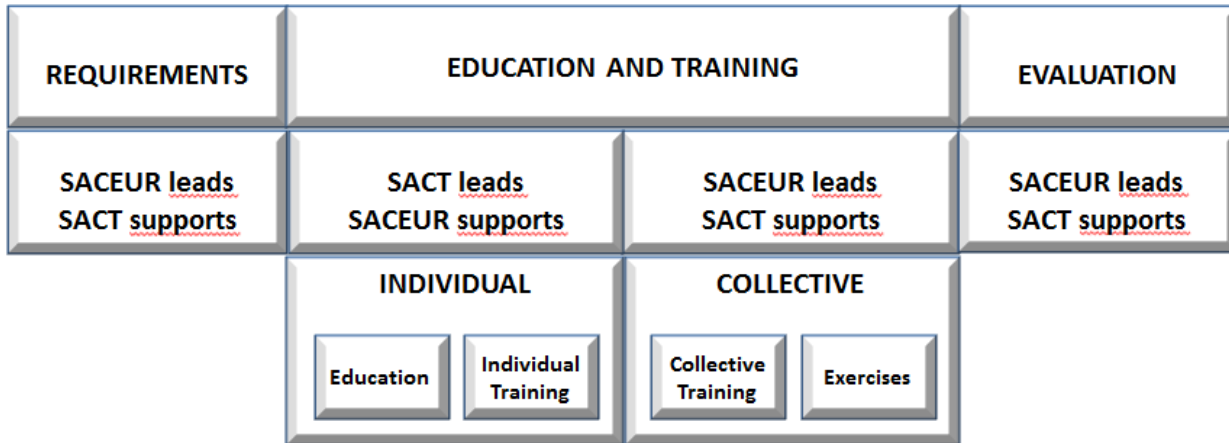 REQUIREMENTS
EDUCATION AND TRAINING
EVALUATION
SACEUR leads
SACT supports
SACT leads
SACEUR supports
SACEUR leads
SACT supports
SACEUR leads
SACT supports
INDIVIDUAL
Education
Individual
Training
COLLECTIVE
Collective
Training
Exercises